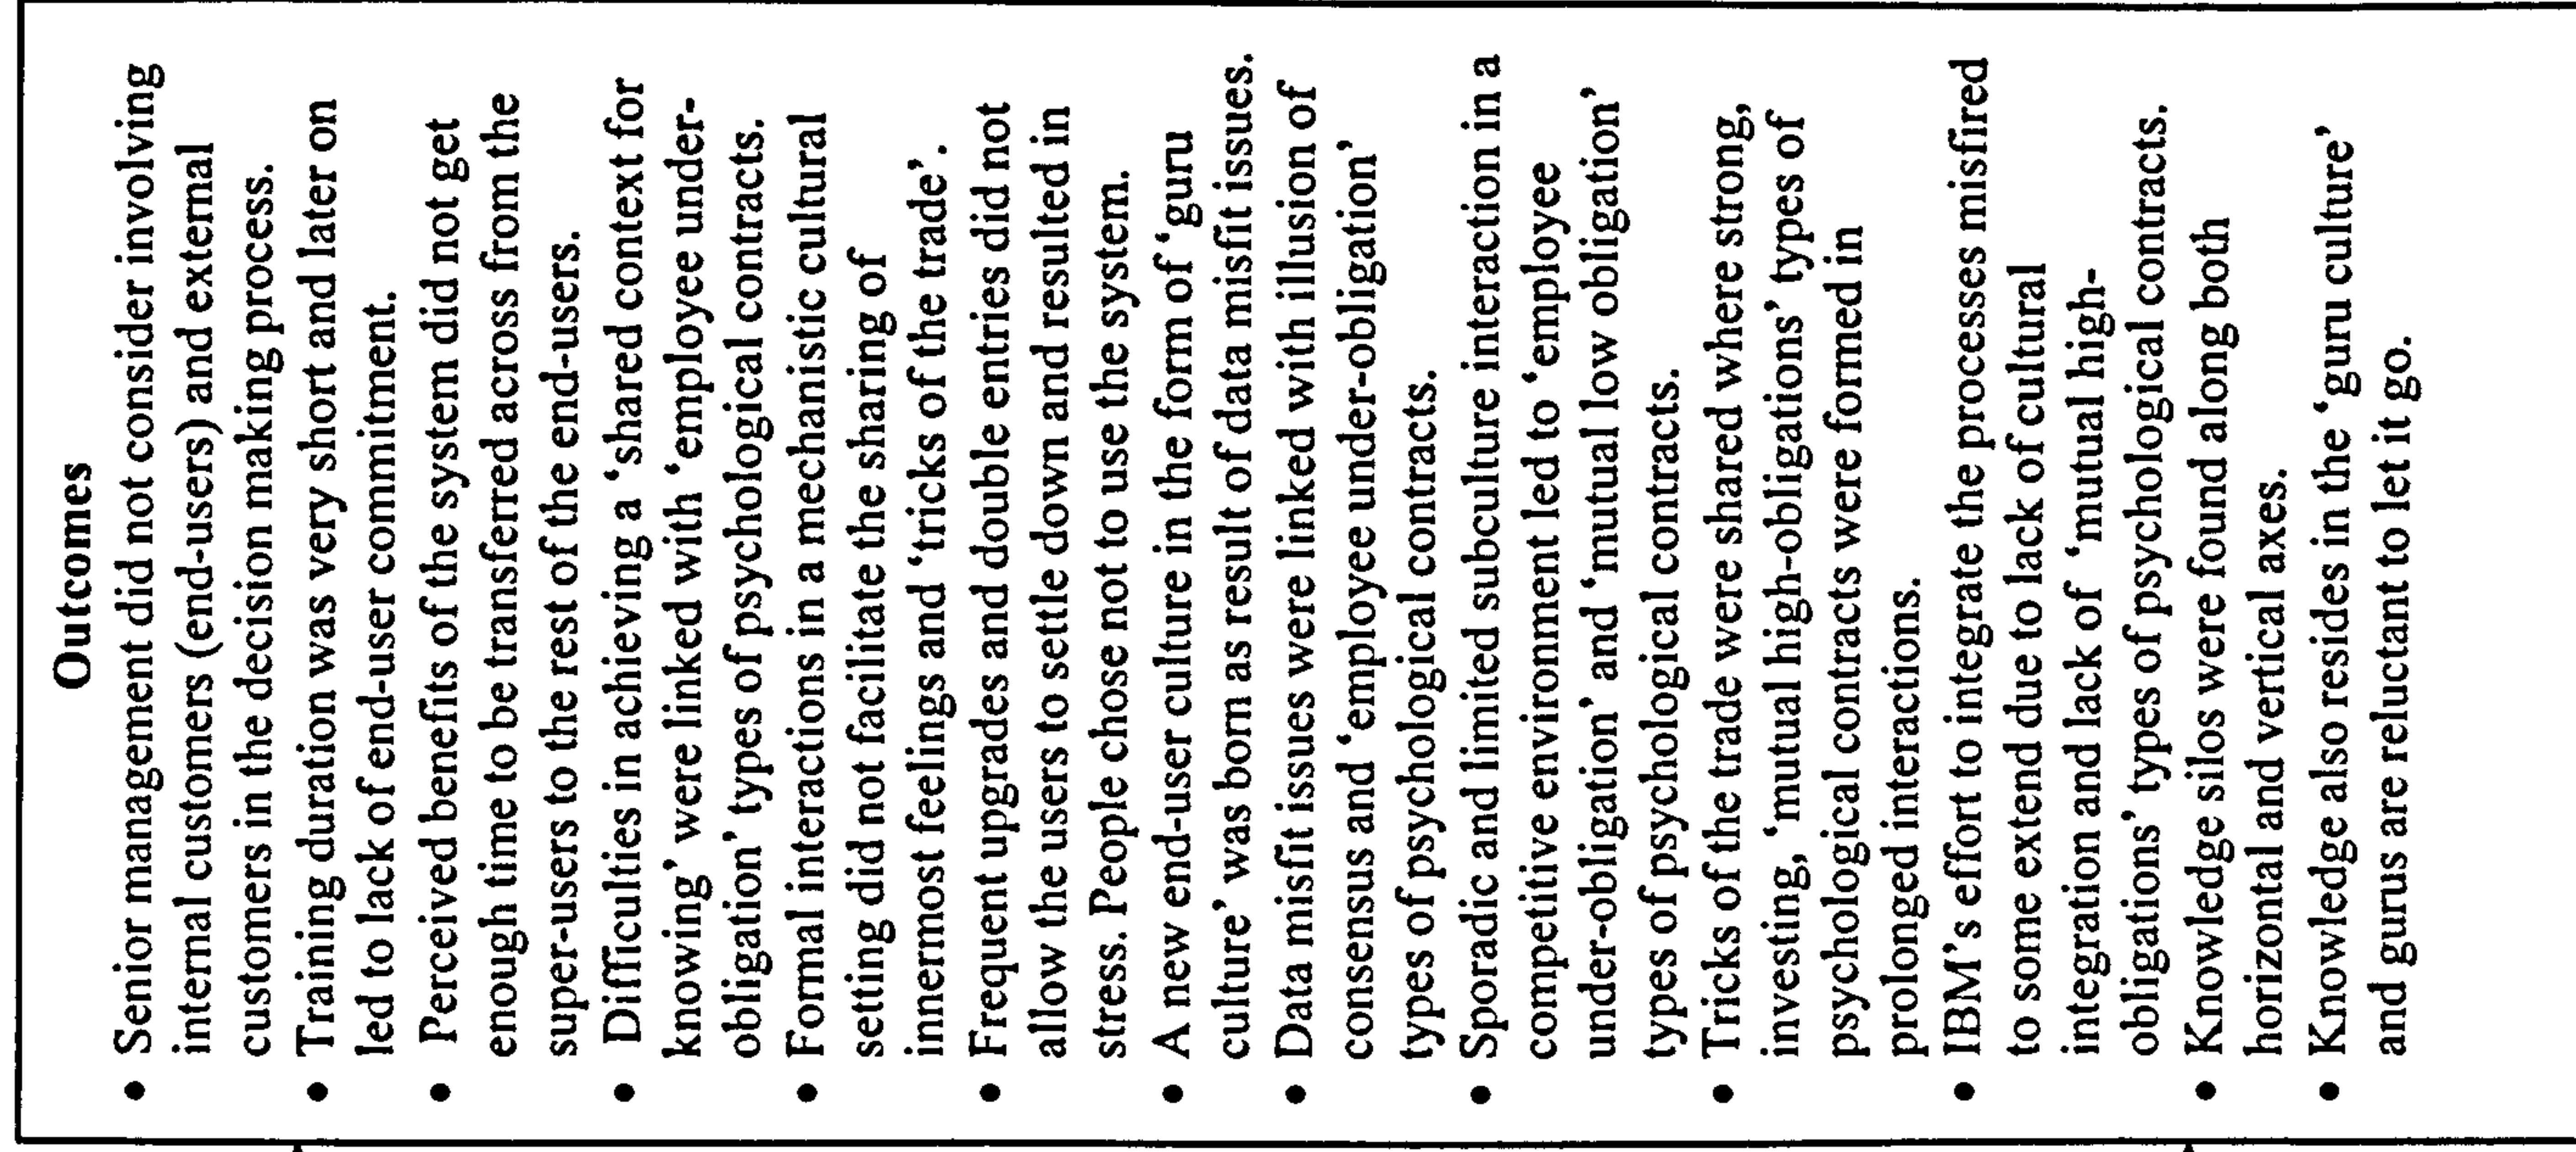 Outcomes
• Senior management did not consider involving
internal customers (end-users) and external
customers in the decision making process.
• Training duration was very short and later on
led to lack of end-user commitment.
• Perceived benefits of the system did not get
enough time to be transferred across from the
super-users to the rest of the end-users.
• Difficulties in achieving a ‘shared context for
knowing’ were linked with ‘employee under-
obligation’ types of psychological contracts.
• Formal interactions in a mechanistic cultural
setting did not facilitate the sharing of
innermost feelings and ‘tricks of the trade’.
• Frequent upgrades and double entries did not
allow the users to settle down and resulted in
stress. People chose not to use the system.
• A new end-user culture in the form of ‘guru
culture’ was born as result of data misfit issues.
• Data misfit issues were linked with illusion of
consensus and ‘employee under-obligation’
types of psychological contracts.
• Sporadic and limited subculture interaction in a
competitive environment led to ‘employee
under-obligation’ and ‘mutual low obligation’
types of psychological contracts.
• Tricks of the trade were shared where strong,
investing, ‘mutual high-obligations’ types of
psychological contracts were formed in
prolonged interactions.
• IBM’s effort to integrate the processes misfired
to some extend due to lack of cultural
integration and lack of ‘mutual high-
obligations’ types of psychological contracts.
• Knowledge silos were found along both
horizontal and vertical axes.
• Knowledge also resides in the ‘guru culture’
and gurus are reluctant to let it go.